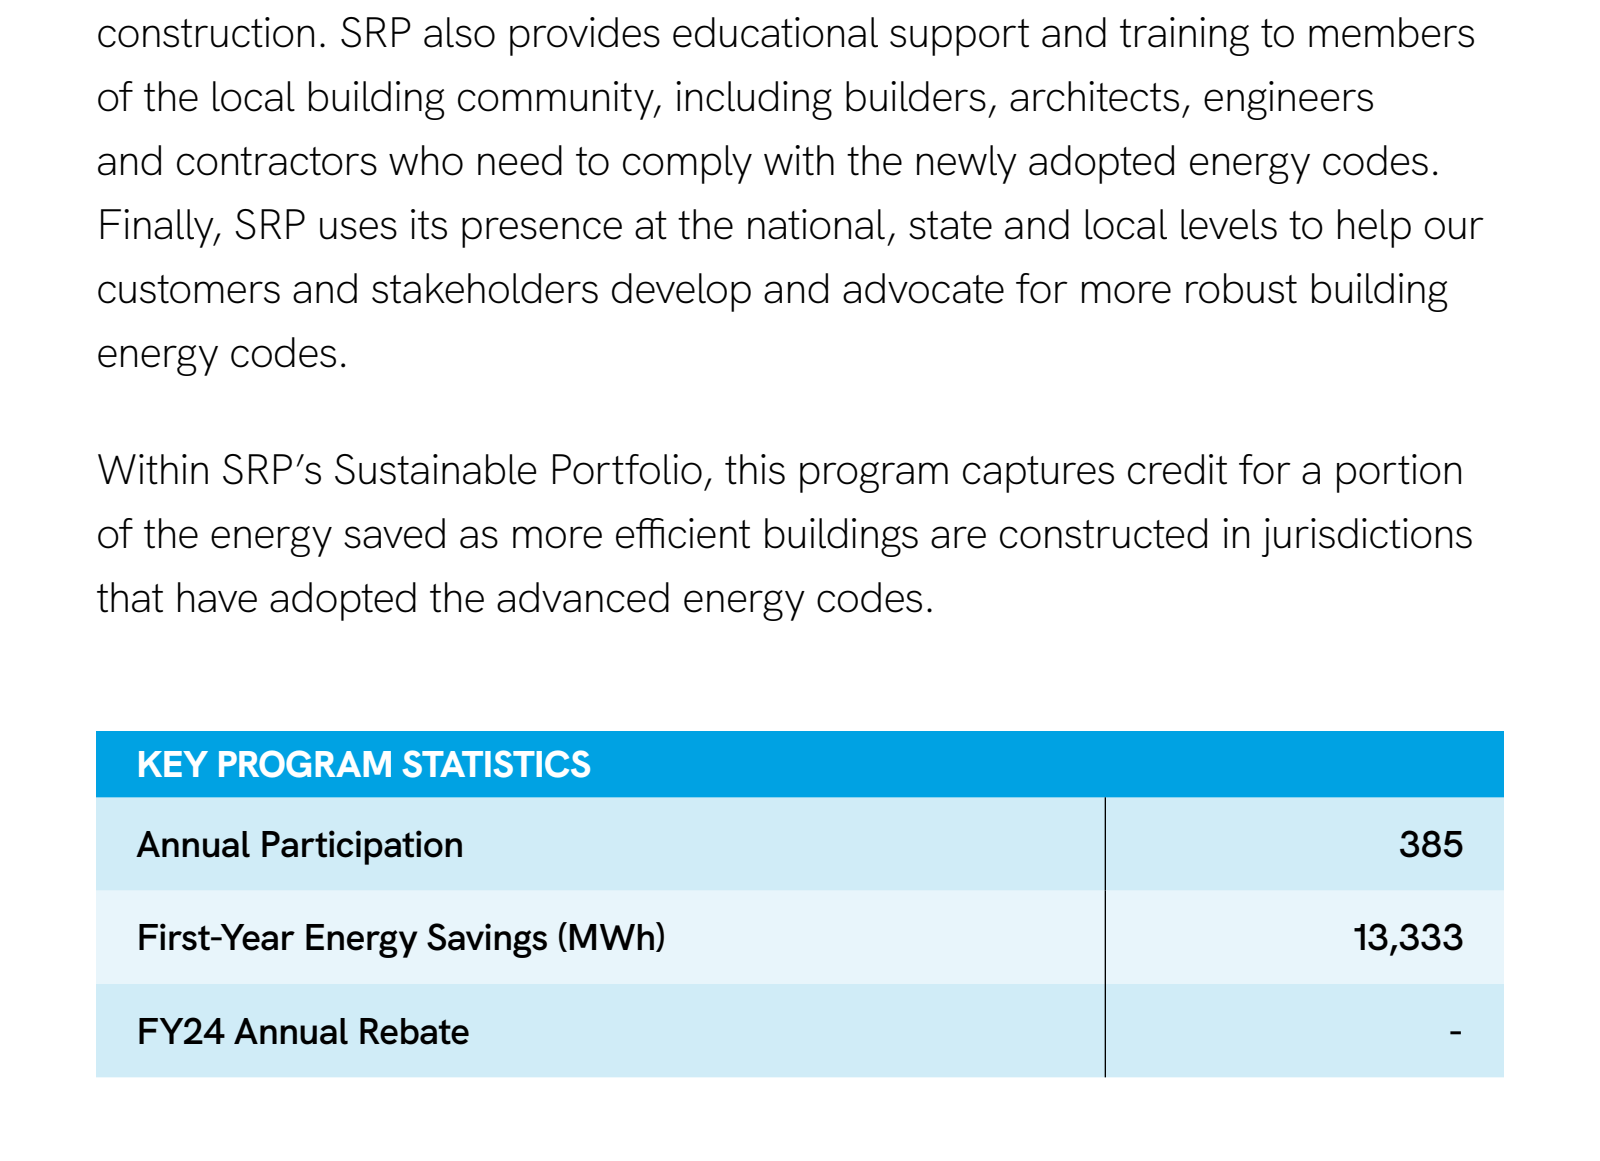 construction. SRP also provides educational support and training to members
of the local building community, including builders, architects, engineers
and contractors who need to comply with the newly adopted energy codes.
Finally, SRP uses its presence at the national, state and local levels to help our
customers and stakeholders develop and advocate for more robust building
energy codes.
Within SRP’s Sustainable Portfolio, this program captures credit for a portion
of the energy saved as more efficient buildings are constructed in jurisdictions
that have adopted the advanced energy codes.
KEY PROGRAM STATISTICS
Annual Participation 385
First-Year Energy Savings (MWh) 13,333
FY24 Annual Rebate -